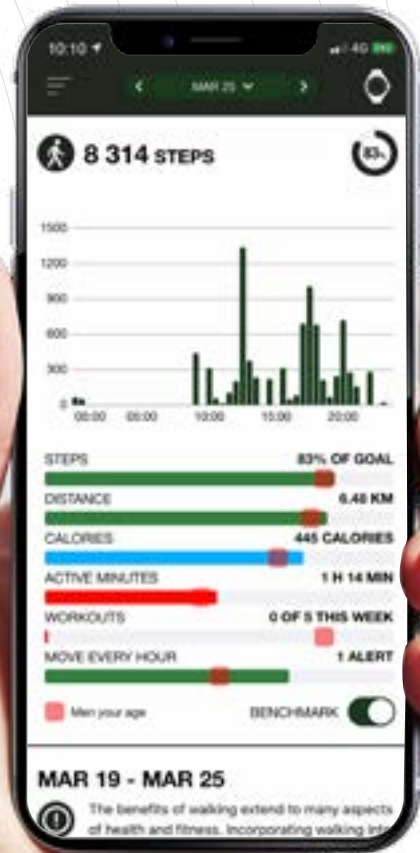 10:10 4G
MAR 25
8 314 STEPS 83%
1500
1200
900
600
300
0
00:00 05:00 10:00 15:00 20:00
STEPS 83% OF GOAL
DISTANCE 6.48 KM
CALORIES 445 CALORIES
ACTIVE MINUTES 1 H 14 MIN
WORKOUTS 0 OF 5 THIS WEEK
MOVE EVERY HOUR 1 ALERT
Men your age BENCHMARK
MAR 19 - MAR 25
The benefits of walking extend to many aspects
of health and fitness. Incorporating walking into